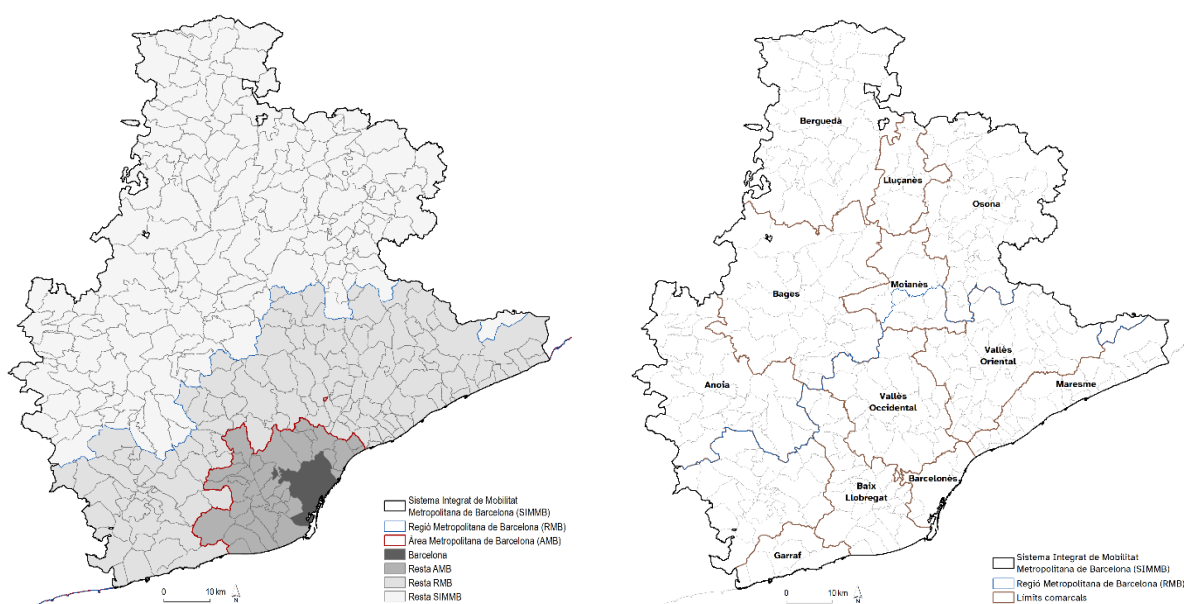 Sistema Integrat de Mobilitat
Metropolitana de Barcelona (SIMMB)
Regió Metropolitana de Barcelona (RMB)
Àrea Metropolitana de Barcelona (AMB)
Barcelona
Resta AMB
Resta RMB
Resta SIMMB
0 10 km
N
Berguedà
Lluçanès
Osona
Bages
Moianès
Vallès
Oriental
Anoia
Maresme
Vallès
Occidental
Baix
Llobregat
Barcelonès
Garraf
Sistema Integrat de Mobilitat
Metropolitana de Barcelona (SIMMB)
Regió Metropolitana de Barcelona (RMB)
Límits comarcals
0 10 km
N